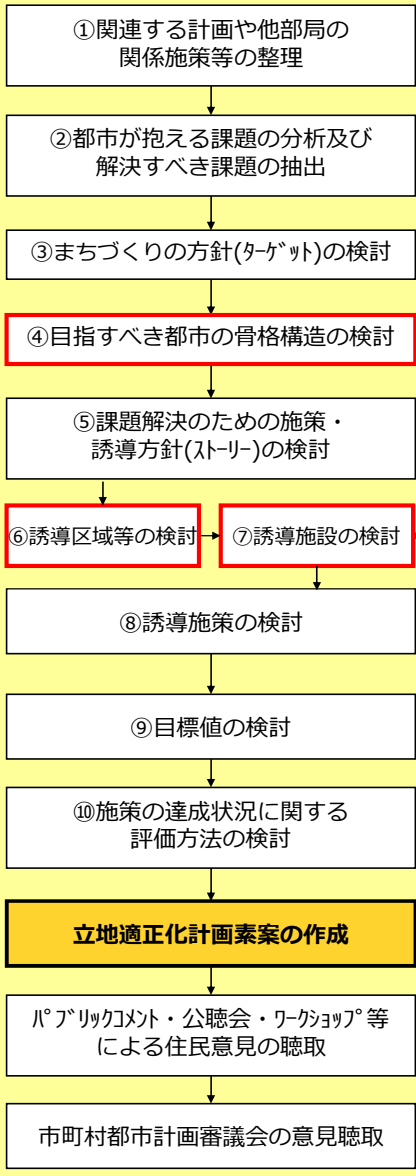 ①関連する計画や他部局の
関係施策等の整理
②都市が抱える課題の分析及び
解決すべき課題の抽出
③まちづくりの方針(ﾀｰｹﾞｯﾄ)の検討
④目指すべき都市の骨格構造の検討
⑤課題解決のための施策・
誘導方針(ｽﾄｰﾘｰ)の検討
⑥誘導区域等の検討
⑦誘導施設の検討
⑧誘導施策の検討
⑨目標値の検討
⑩施策の達成状況に関する
評価方法の検討
立地適正化計画素案の作成
ﾊﾟﾌﾞﾘｯｸｺﾒﾝﾄ・公聴会・ﾜｰｸｼｮｯﾌﾟ等
による住民意見の聴取
市町村都市計画審議会の意見聴取